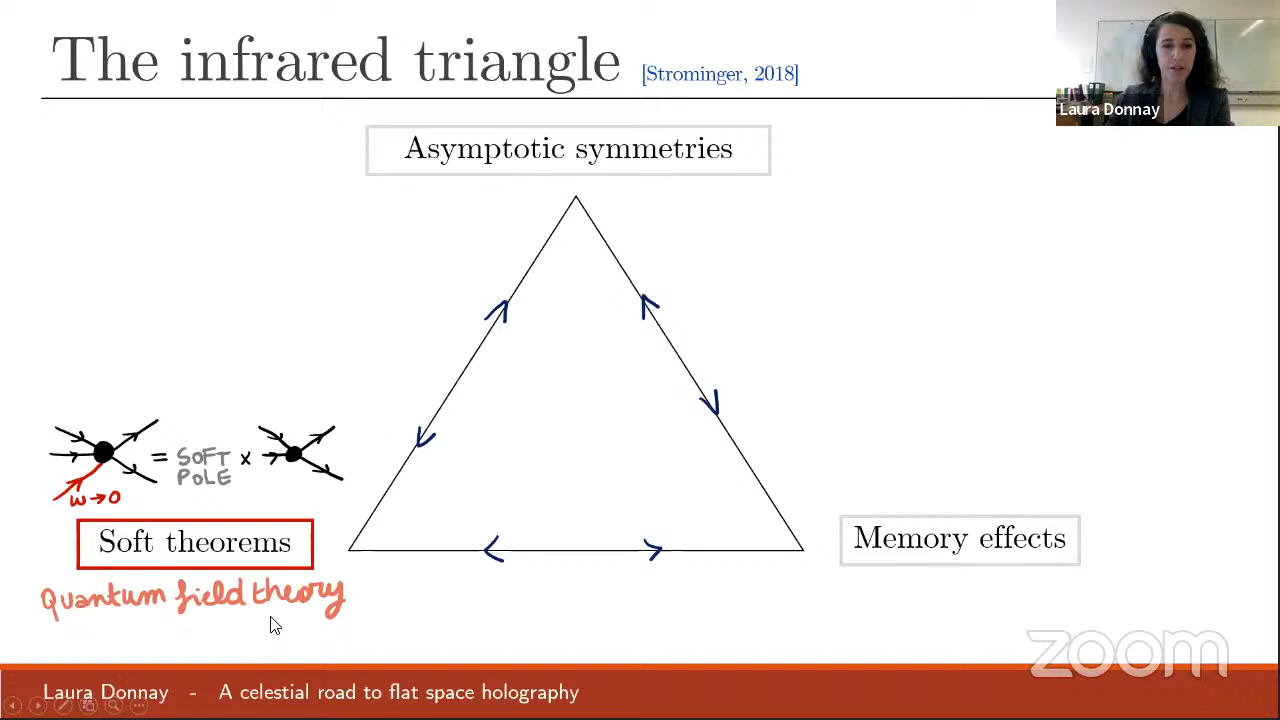 The infrared triangle [Strominger, 2018]
Laura Donnay
Asymptotic symmetries
= SOFT POLE ×
ω→0
Soft theorems
Memory effects
Quantum field theory
zoom
Laura Donnay - A celestial road to flat space holography